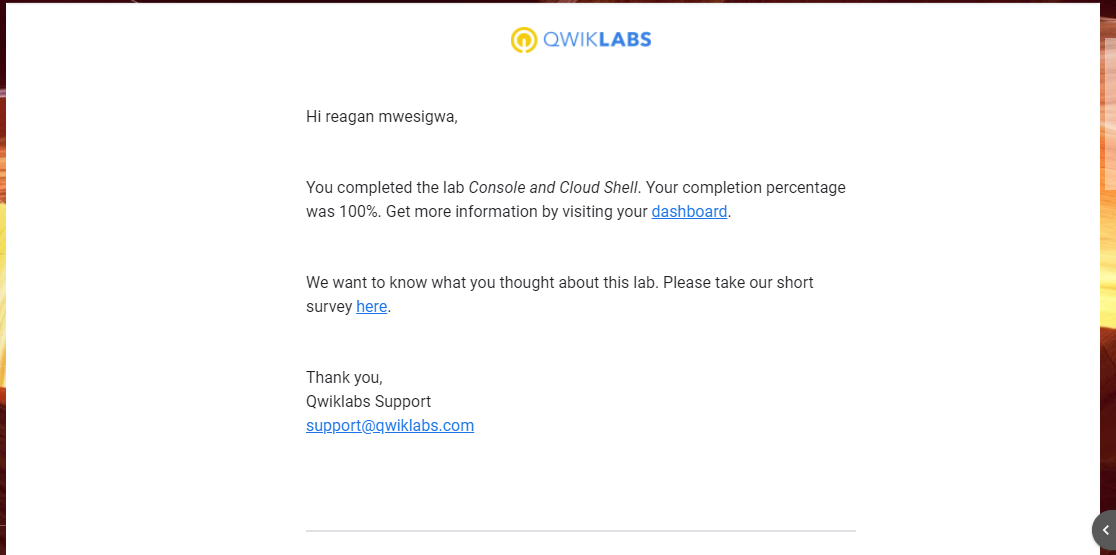 QWIKLABS
Hi reagan mwesigwa,
You completed the lab Console and Cloud Shell. Your completion percentage
was 100%. Get more information by visiting your dashboard.
We want to know what you thought about this lab. Please take our short
survey here.
Thank you,
Qwiklabs Support
support@qwiklabs.com